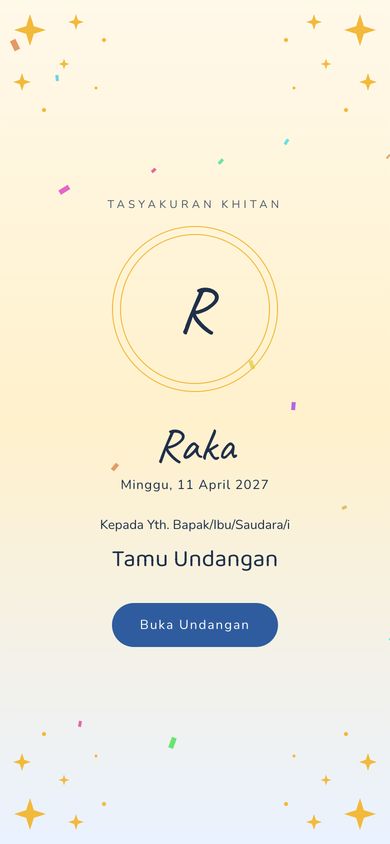 TASYAKURAN KHITAN
R
Raka
Minggu, 11 April 2027
Kepada Yth. Bapak/Ibu/Saudara/i
Tamu Undangan
Buka Undangan